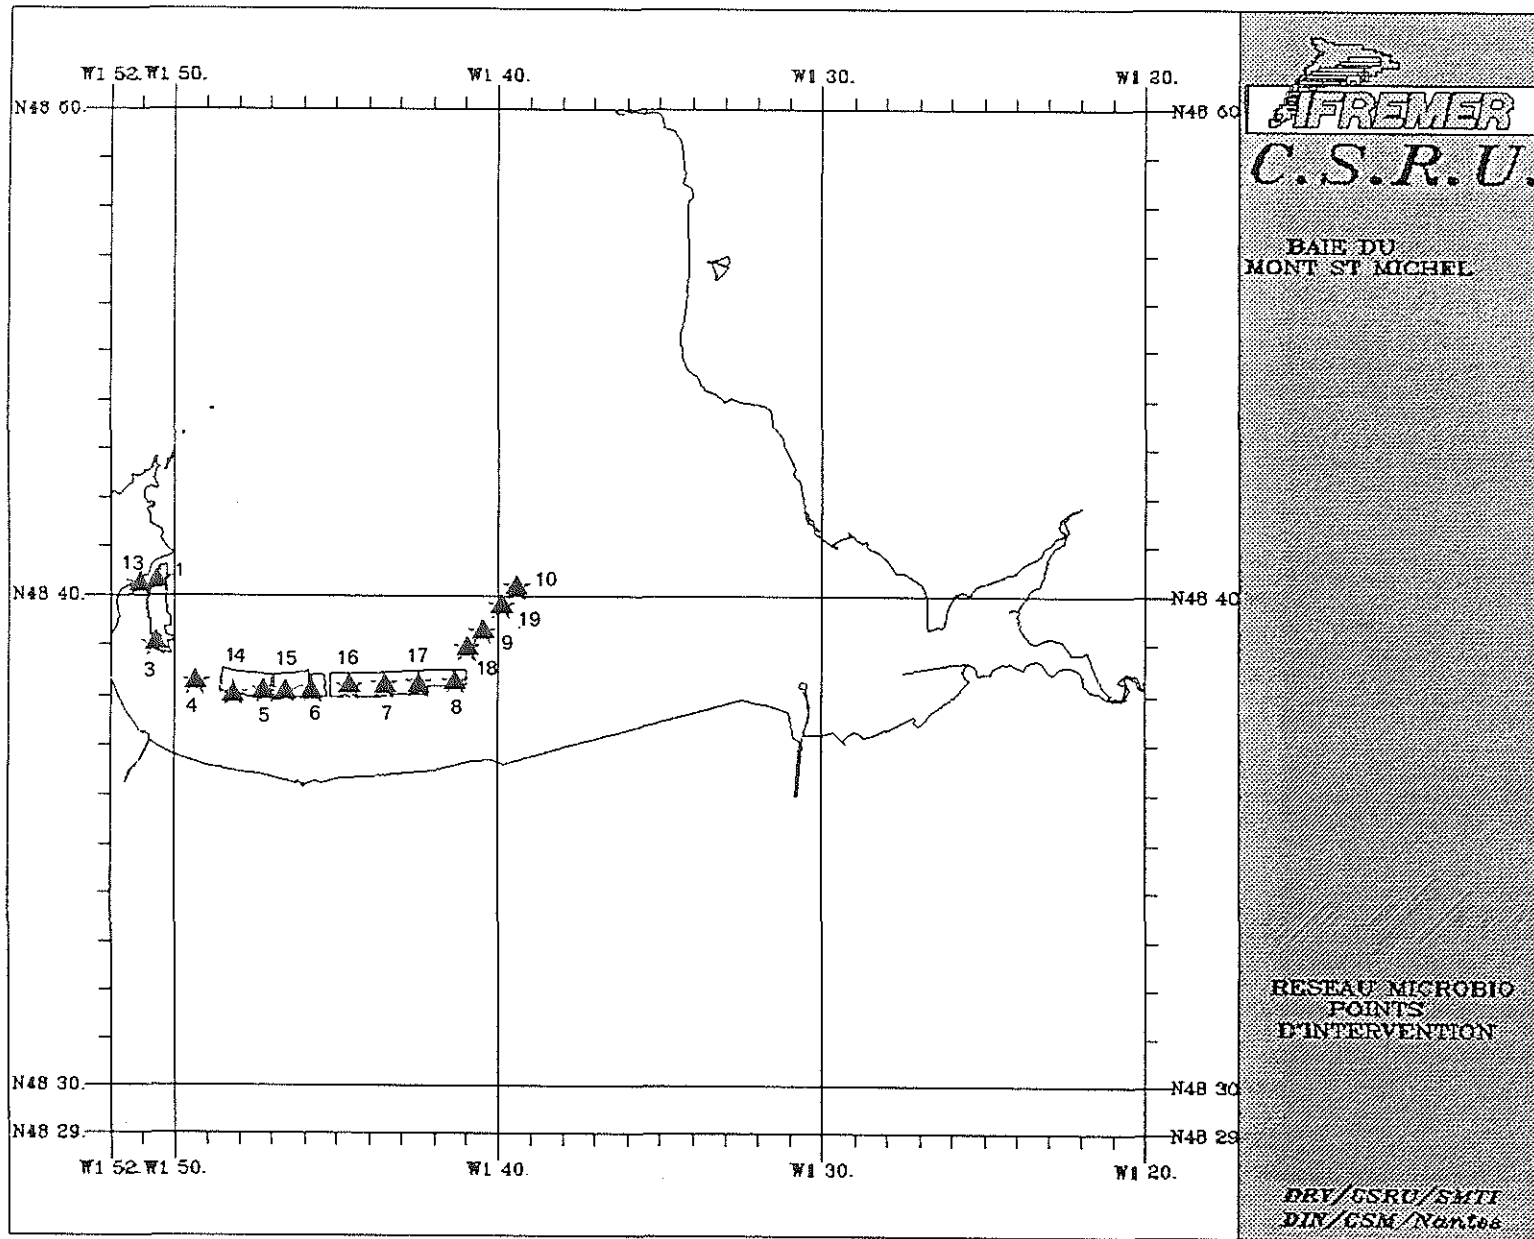 W1 52. W1 50. W1 40. W1 30. W1 20.
N48 60. N48 60
13 1
10
N48 40. N48 40
19
9
3
18
14 15 16 17
4 5 6 7 8
N48 30. N48 30
N48 29. N48 29
W1 52. W1 50. W1 40. W1 30. W1 20.
IFREMER
C.S.R.U.
BAIE DU
MONT ST MICHEL
RESEAU MICROBIO
POINTS
D'INTERVENTION
DRV/CSRU/SMTI
DIN/CSM/Nantes